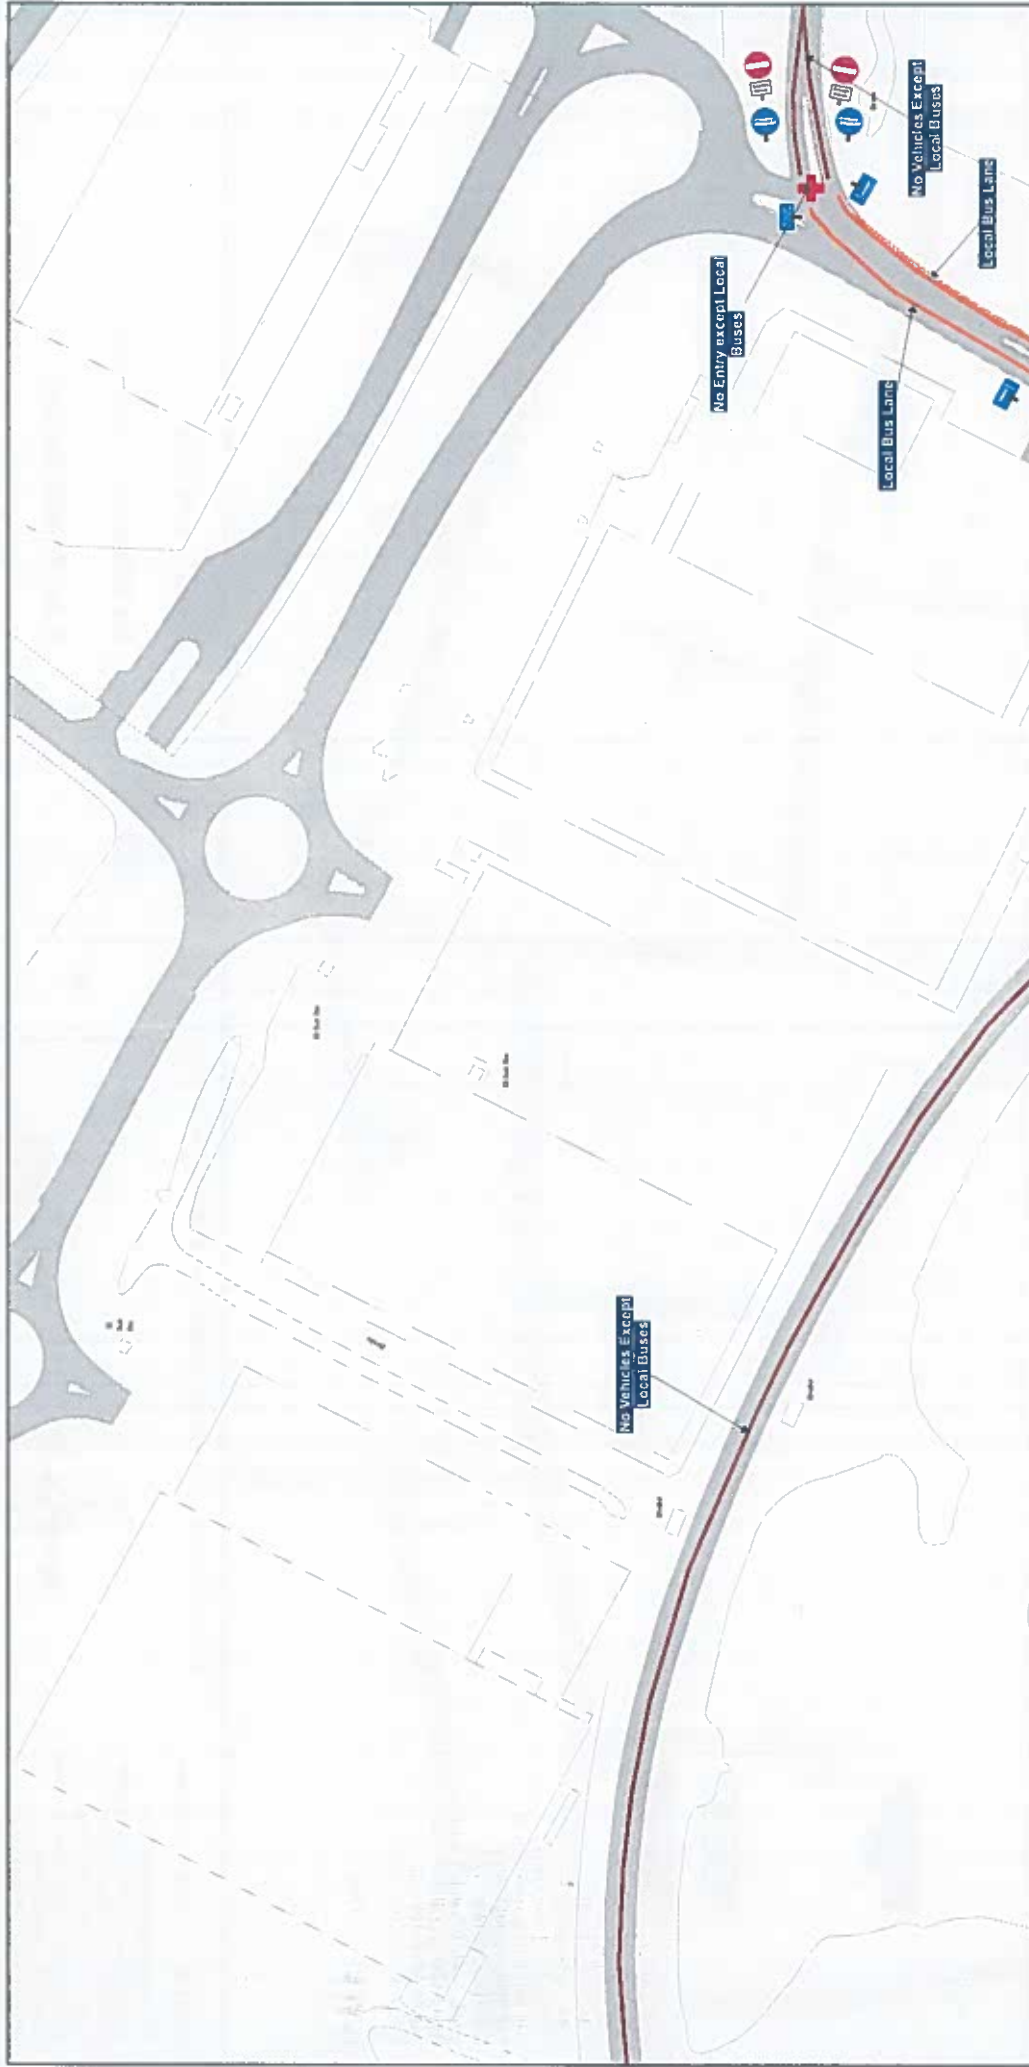 No Vehicles Except
Local Buses
No Entry except Local
Buses
Local Bus Lane
Local Bus Lane
No Vehicles Except
Local Buses